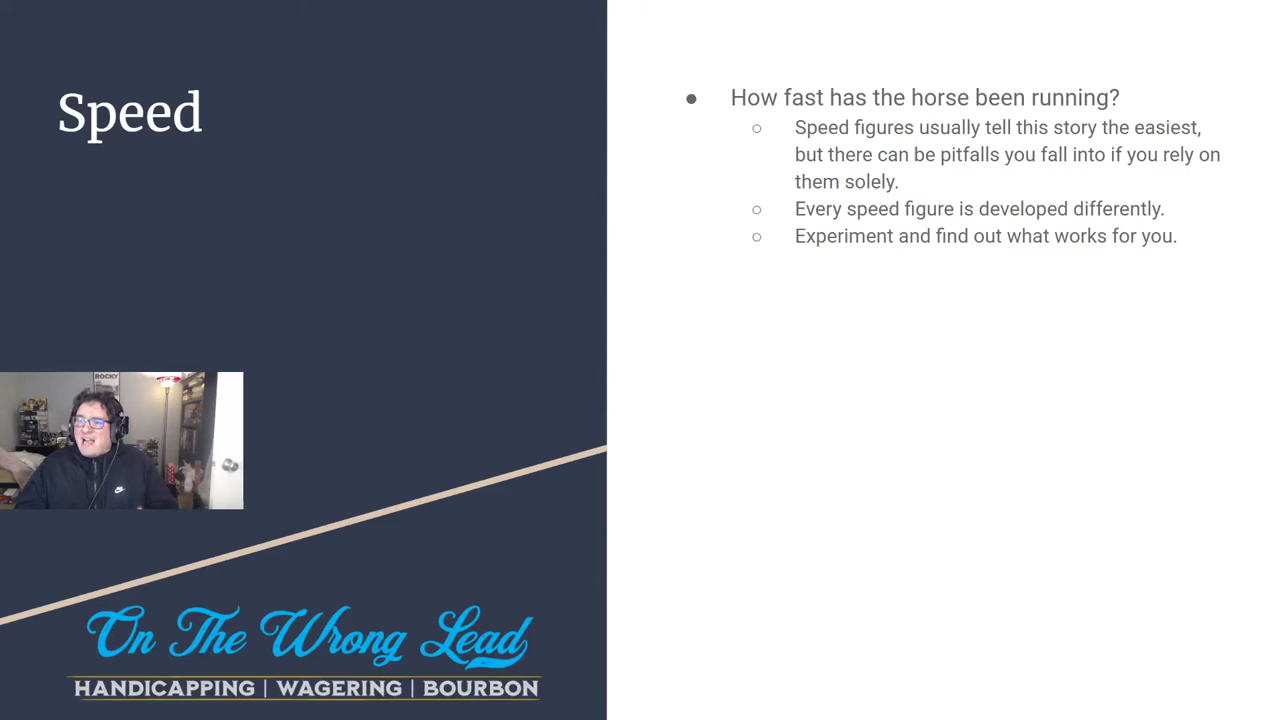 Speed
● How fast has the horse been running?
○ Speed figures usually tell this story the easiest,
but there can be pitfalls you fall into if you rely on
them solely.
○ Every speed figure is developed differently.
○ Experiment and find out what works for you.
ROCKY
On The Wrong Lead
HANDICAPPING | WAGERING | BOURBON